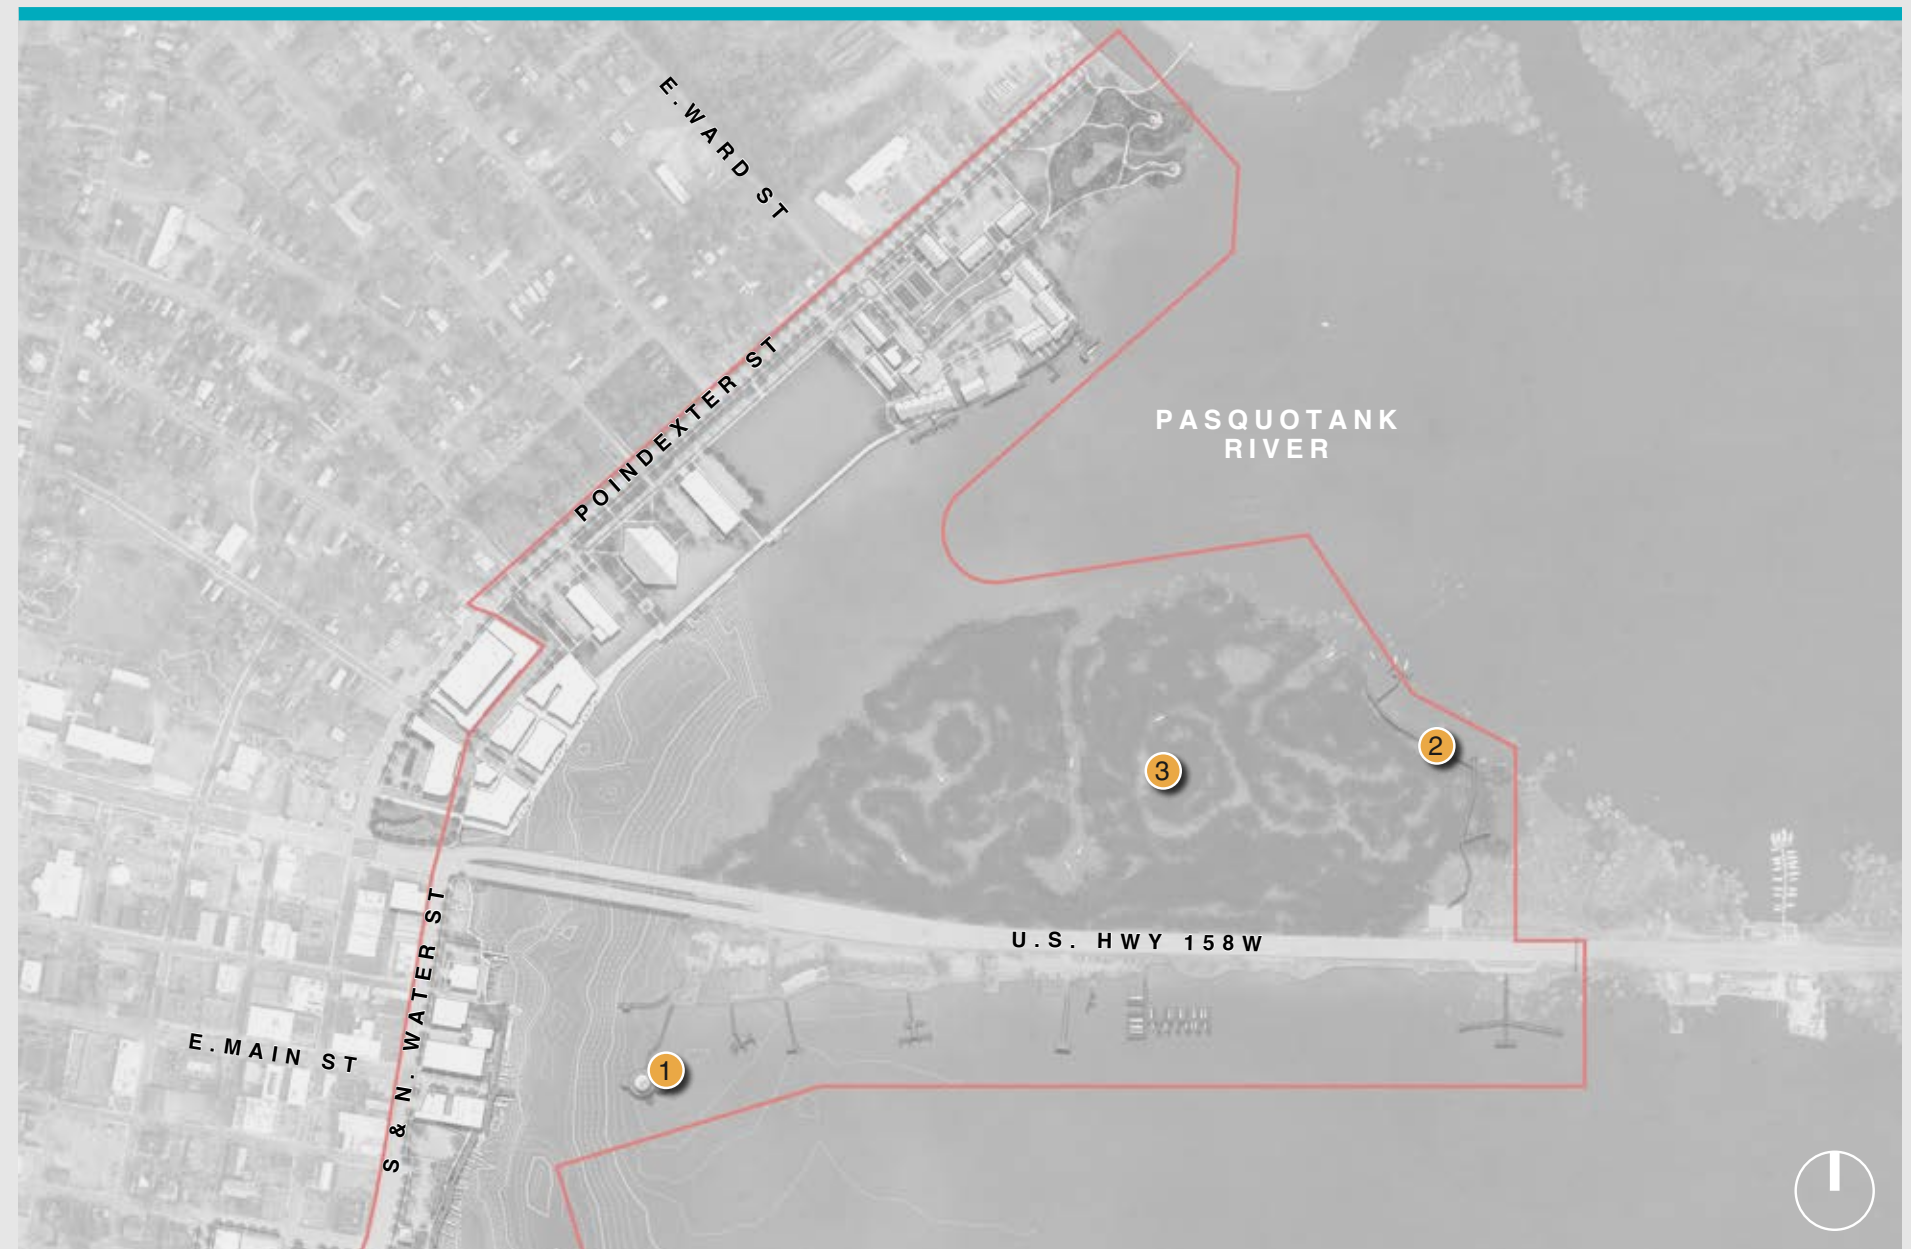 E. WARD ST
POINDEXTER ST
PASQUOTANK
RIVER
2
3
U.S. HWY 158W
S & N. WATER ST
E. MAIN ST
1